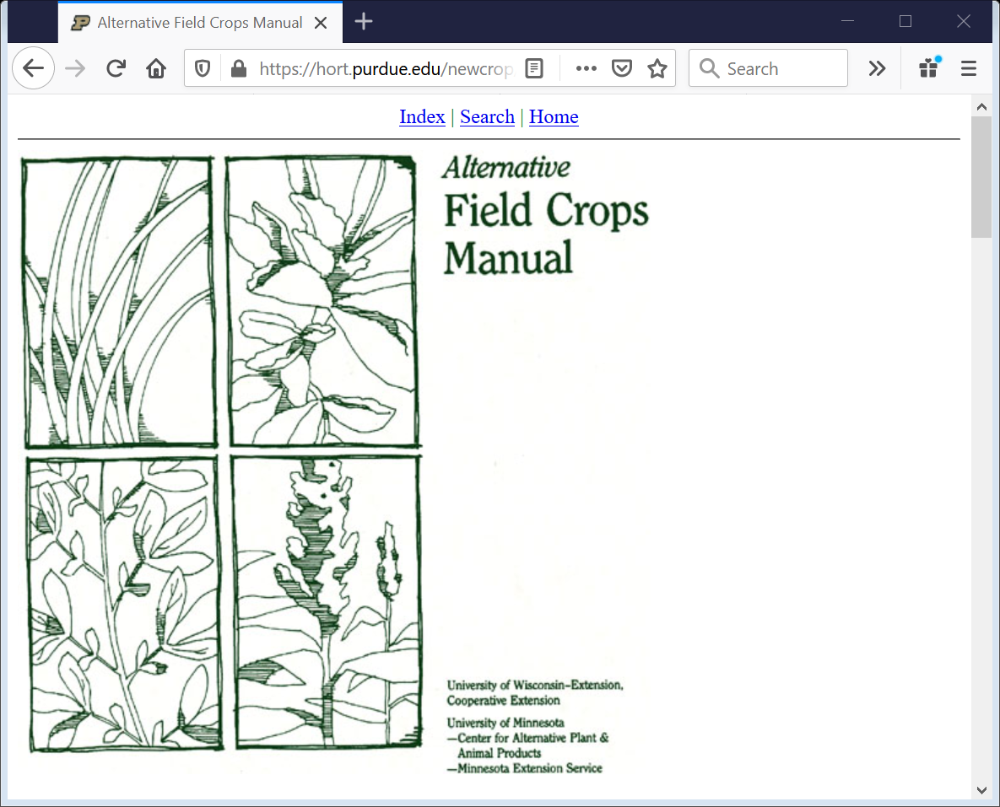 Alternative Field Crops Manual
https://hort.purdue.edu/newcrop
Search
Index | Search | Home
Alternative
Field Crops
Manual
University of Wisconsin–Extension,
Cooperative Extension
University of Minnesota
—Center for Alternative Plant &
Animal Products
—Minnesota Extension Service